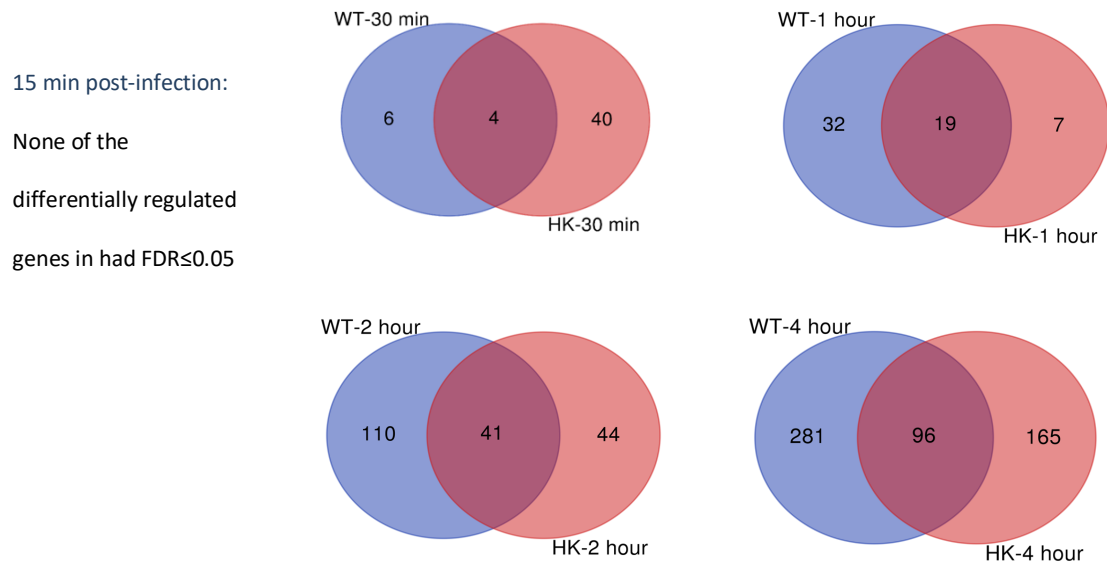 15 min post-infection:
None of the
differentially regulated
genes in had FDR≤0.05
WT-30 min
6
4
40
HK-30 min
WT-1 hour
32
19
7
HK-1 hour
WT-2 hour
110
41
44
HK-2 hour
WT-4 hour
281
96
165
HK-4 hour